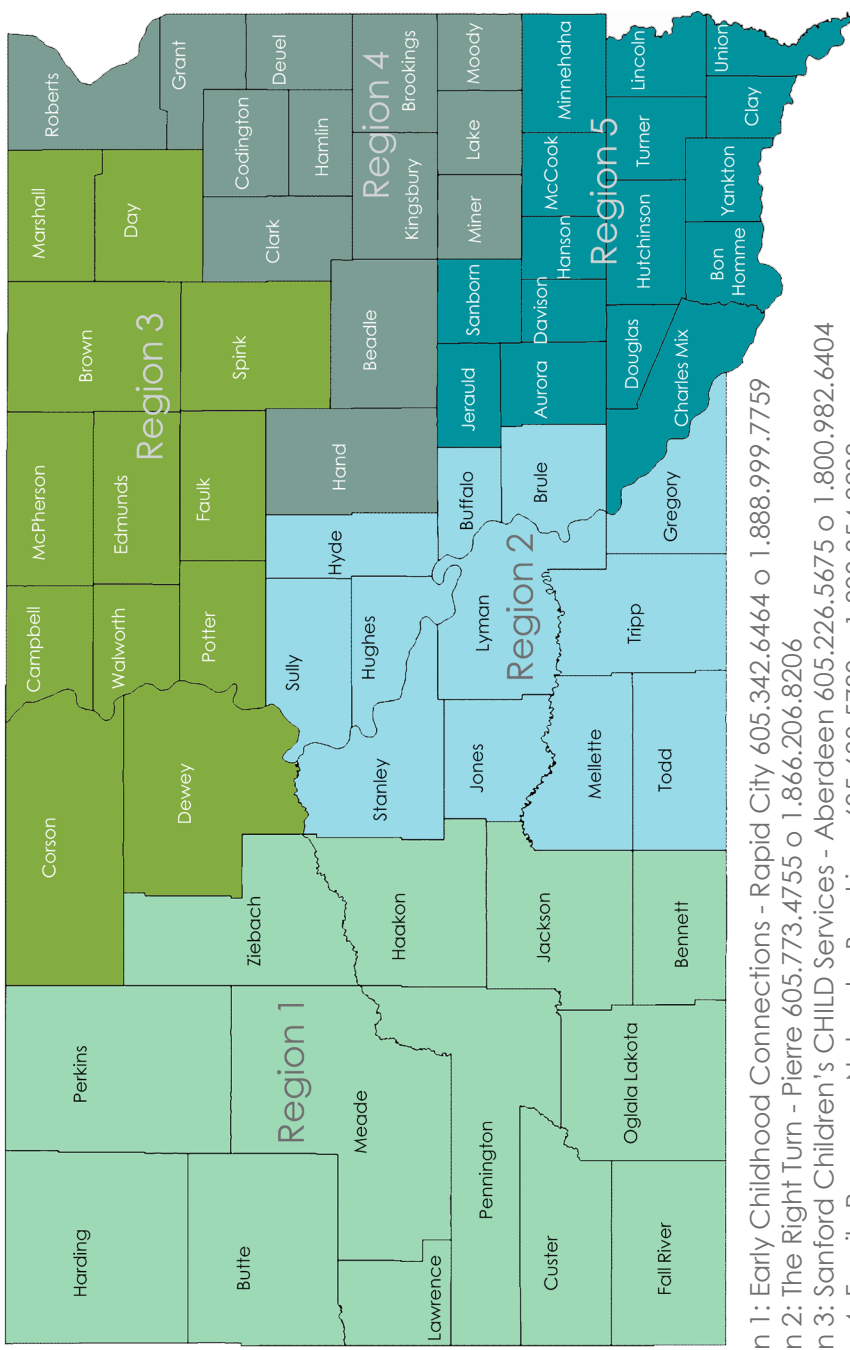 Harding
Perkins
Corson
Campbell
McPherson
Brown
Marshall
Roberts
Day
Grant
Walworth
Edmunds
Region 3
Dewey
Butte
Ziebach
Potter
Faulk
Spink
Codington
Deuel
Clark
Hamlin
Region 1
Meade
Sully
Hyde
Hand
Beadle
Region 4
Kingsbury
Brookings
Stanley
Hughes
Haakon
Lawrence
Pennington
Jones
Lyman
Buffalo
Jerauld
Sanborn
Miner
Lake
Moody
Region 2
Brule
Aurora
Davison
Hanson
McCook
Minnehaha
Jackson
Custer
Mellette
Tripp
Gregory
Douglas
Region 5
Hutchinson
Turner
Lincoln
Fall River
Oglala Lakota
Bennett
Todd
Charles Mix
Bon
Homme
Yankton
Clay
Union
n 1: Early Childhood Connections - Rapid City 605.342.6464 o 1.888.999.7759
n 2: The Right Turn - Pierre 605.773.4755 o 1.866.206.8206
n 3: Sanford Children's CHILD Services - Aberdeen 605.226.5675 o 1.800.982.6404